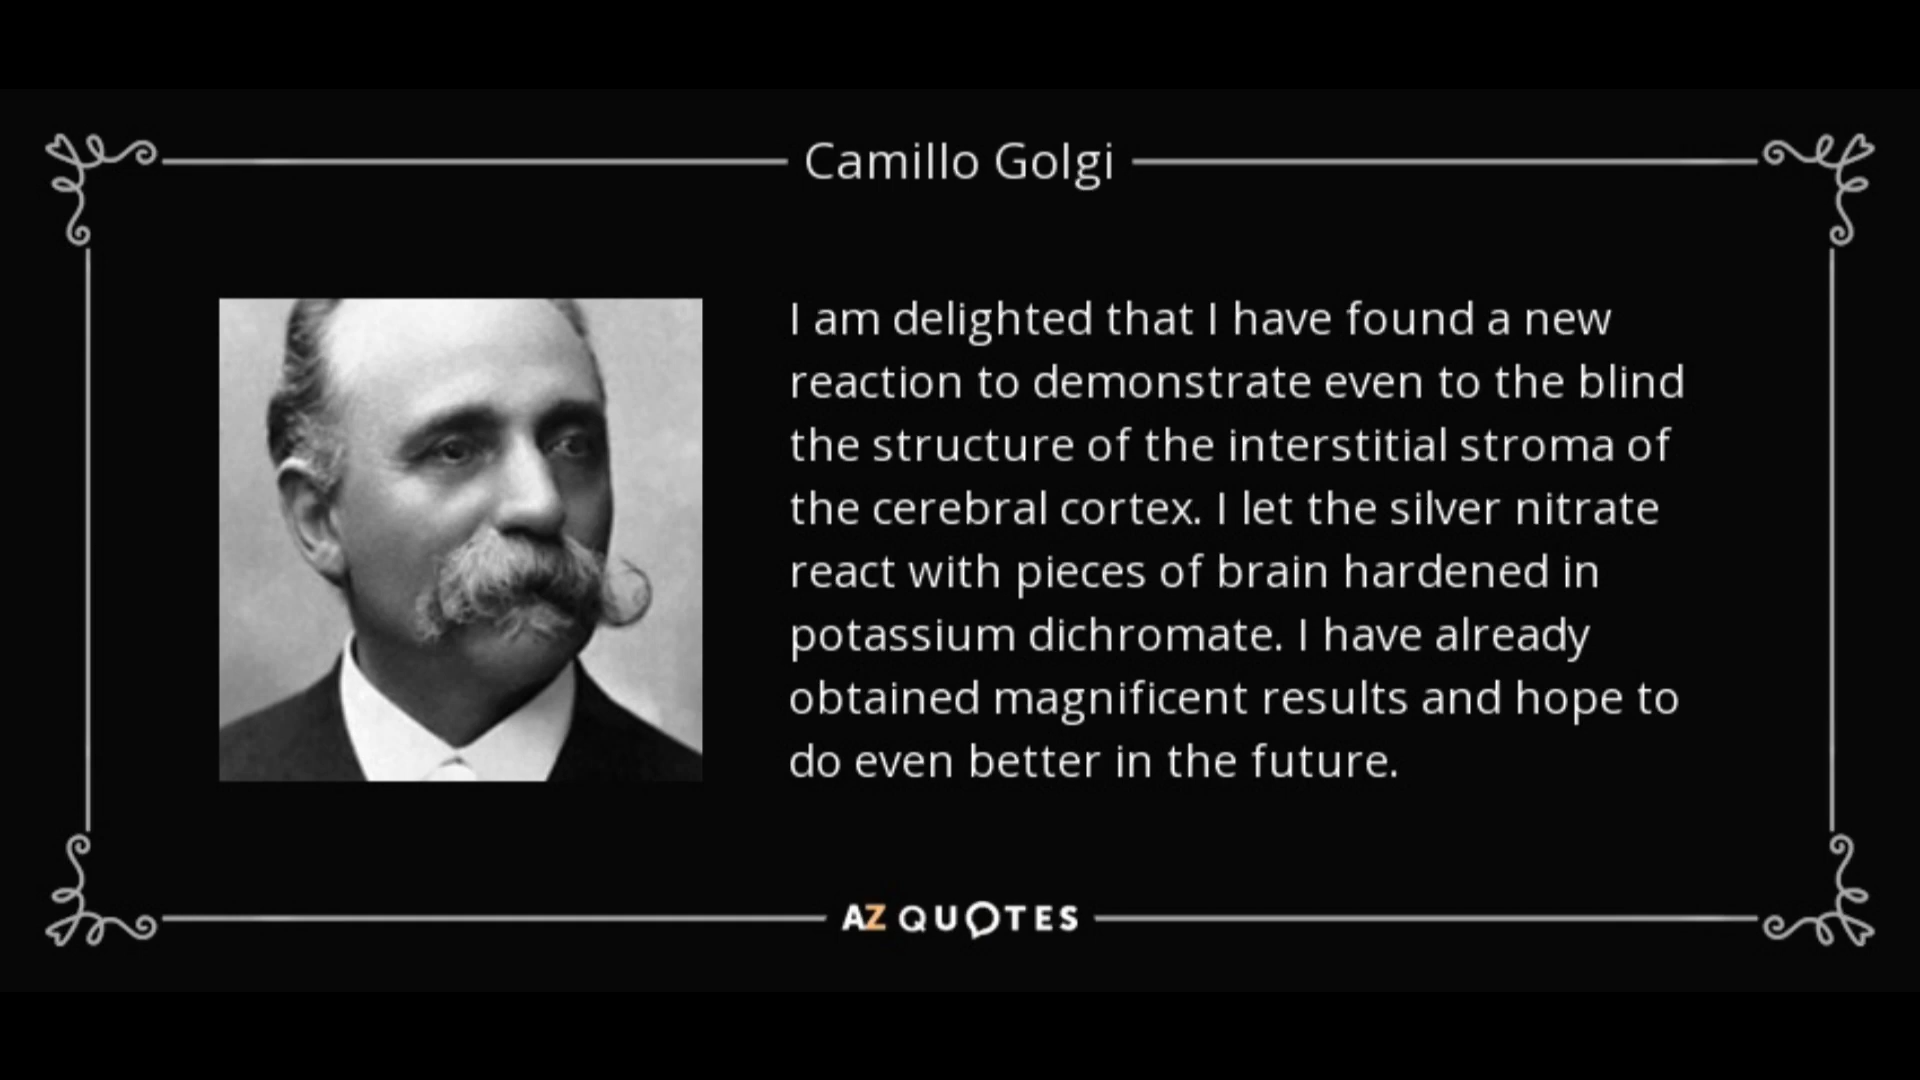 Camillo Golgi
I am delighted that I have found a new
reaction to demonstrate even to the blind
the structure of the interstitial stroma of
the cerebral cortex. I let the silver nitrate
react with pieces of brain hardened in
potassium dichromate. I have already
obtained magnificent results and hope to
do even better in the future.
AZ QUOTES